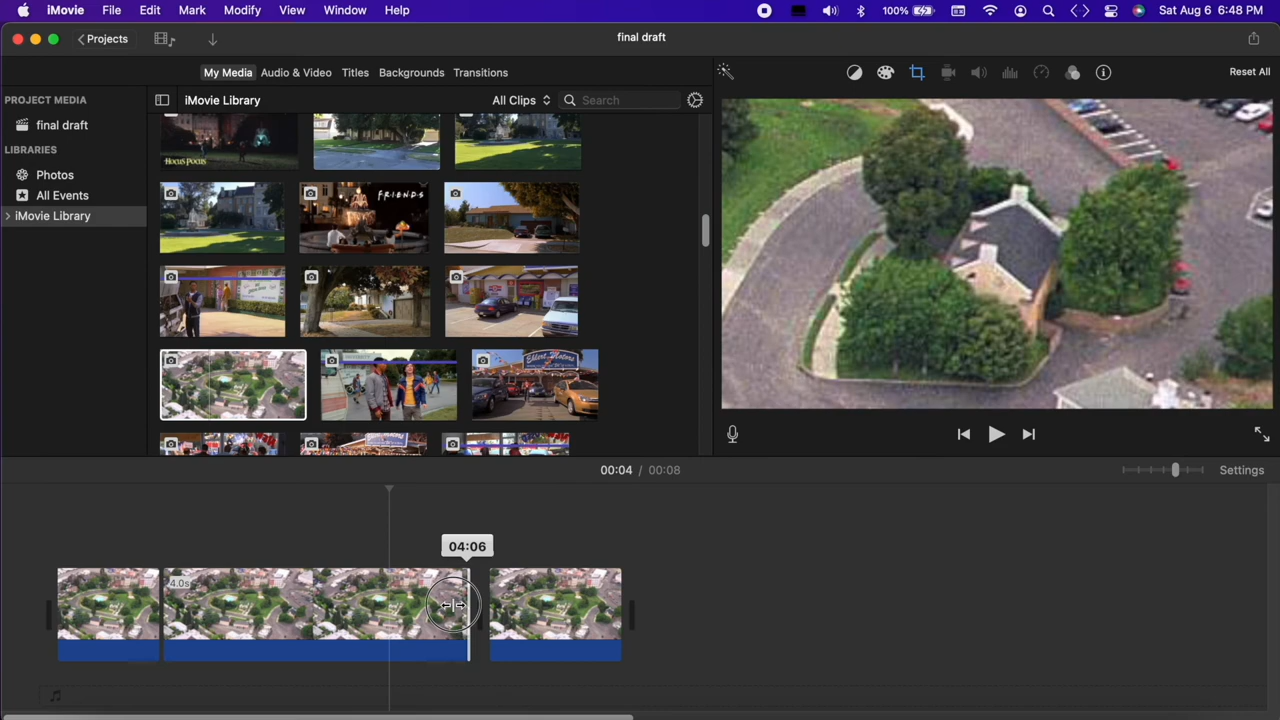 iMovie File Edit Mark Modify View Window Help 100% Sat Aug 6 6:48 PM
Projects final draft
My Media Audio & Video Titles Backgrounds Transitions Reset All
PROJECT MEDIA iMovie Library All Clips Search
final draft
LIBRARIES
Photos
All Events
iMovie Library
HOCUS POCUS
FRIENDS
Ekkert Motors
00:04 / 00:08 Settings
04:06
4.0s